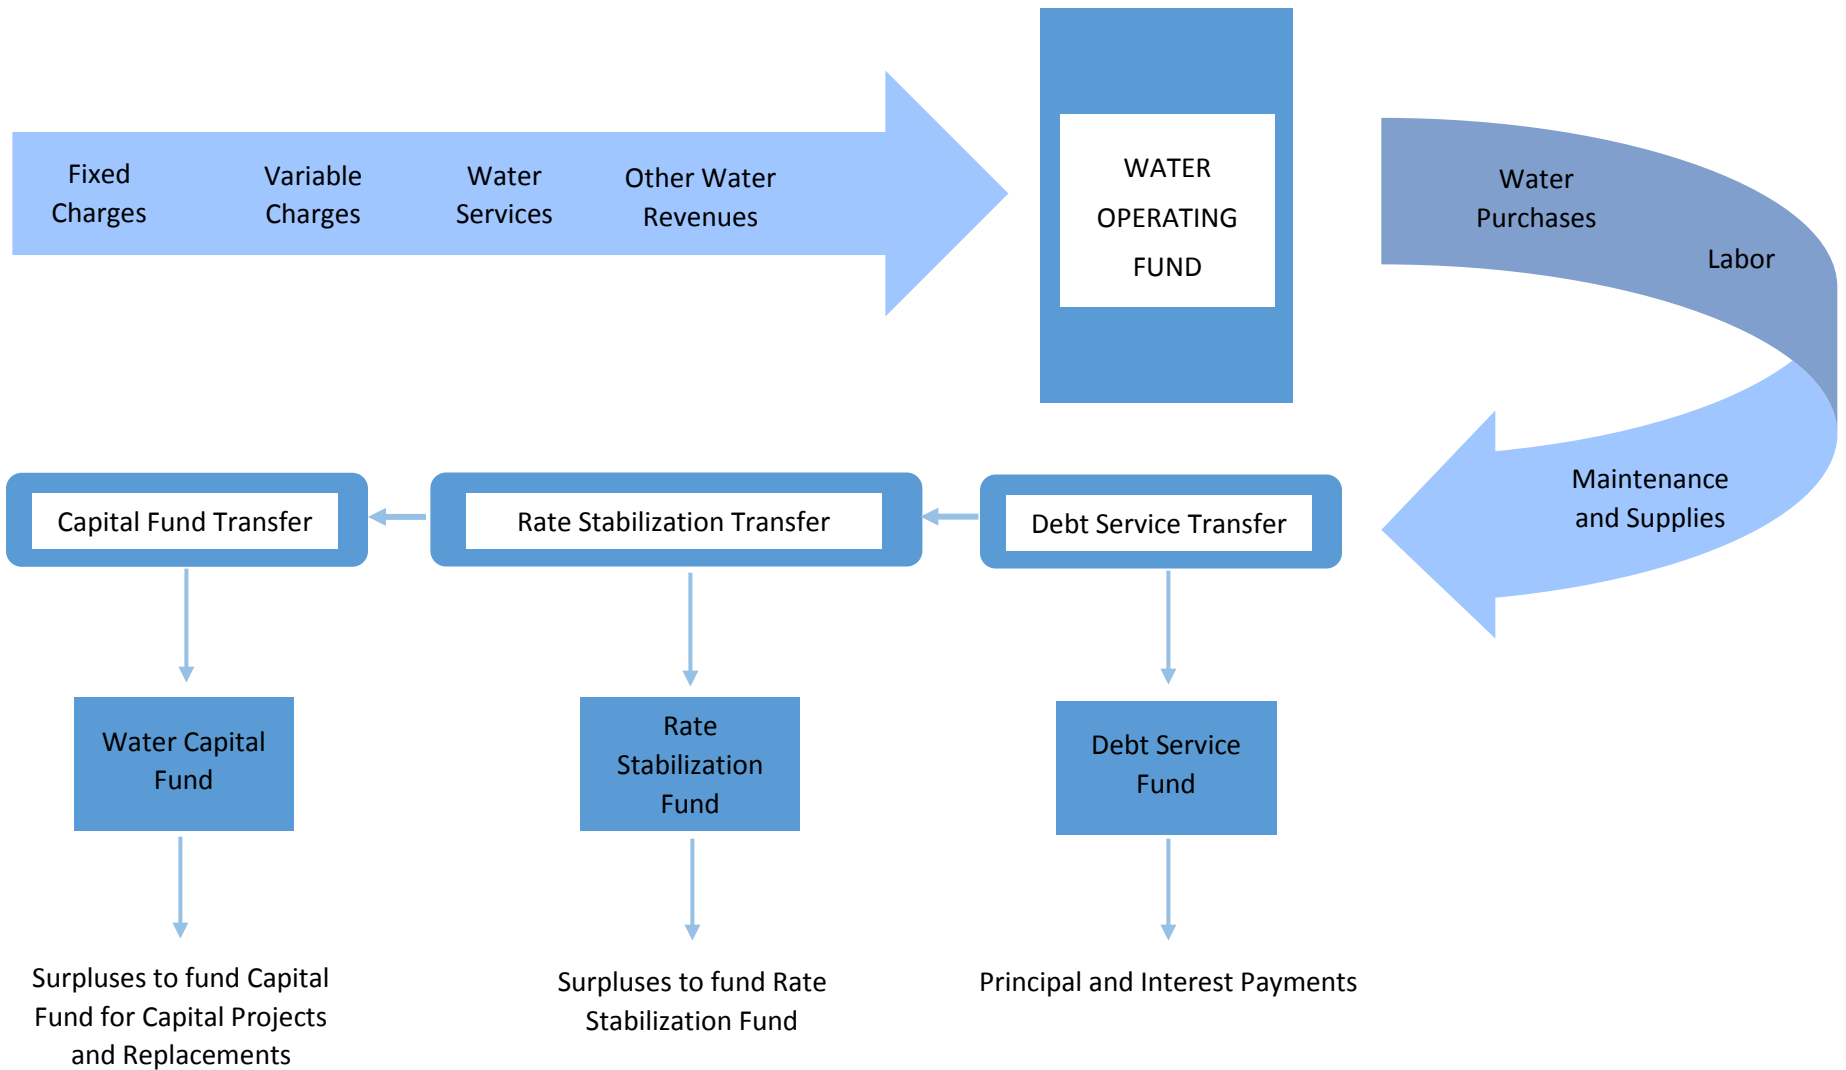 Fixed
Charges
Variable
Charges
Water
Services
Other Water
Revenues
WATER
OPERATING
FUND
Water
Purchases
Labor
Maintenance
and Supplies
Capital Fund Transfer
Rate Stabilization Transfer
Debt Service Transfer
Water Capital
Fund
Rate
Stabilization
Fund
Debt Service
Fund
Surpluses to fund Capital
Fund for Capital Projects
and Replacements
Surpluses to fund Rate
Stabilization Fund
Principal and Interest Payments